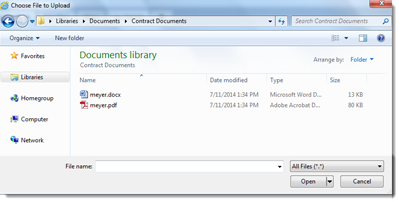 Choose File to Upload
Libraries ▸ Documents ▸ Contract Documents
Search Contract Documents
Organize ▾ New folder
Favorites
Libraries
Homegroup
Computer
Network
Documents library
Contract Documents
Arrange by: Folder ▾
Name Date modified Type Size
meyer.docx 7/11/2014 1:34 PM Microsoft Word D... 13 KB
meyer.pdf 7/11/2014 1:34 PM Adobe Acrobat D... 80 KB
File name:
All Files (*.*)
Open Cancel